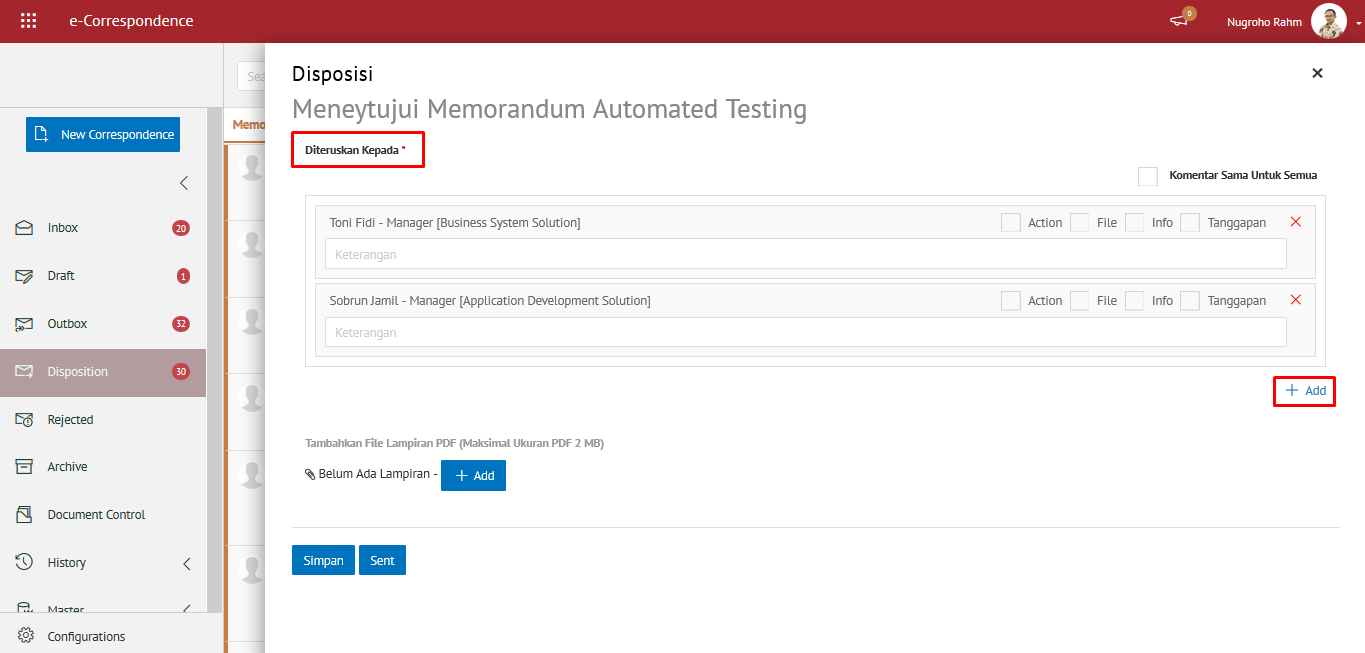 e-Correspondence
0
Nugroho Rahm
Sea
Disposisi
Meneytujui Memorandum Automated Testing
Memo
New Correspondence
Diteruskan Kepada *
Komentar Sama Untuk Semua
Inbox 20
Draft 1
Outbox 32
Disposition 30
Rejected
Archive
Document Control
History
Master
Configurations
Toni Fidi - Manager [Business System Solution] Action File Info Tanggapan
Keterangan
Sobrun Jamil - Manager [Application Development Solution] Action File Info Tanggapan
Keterangan
Add
Tambahkan File Lampiran PDF (Maksimal Ukuran PDF 2 MB)
Belum Ada Lampiran - Add
Simpan Sent